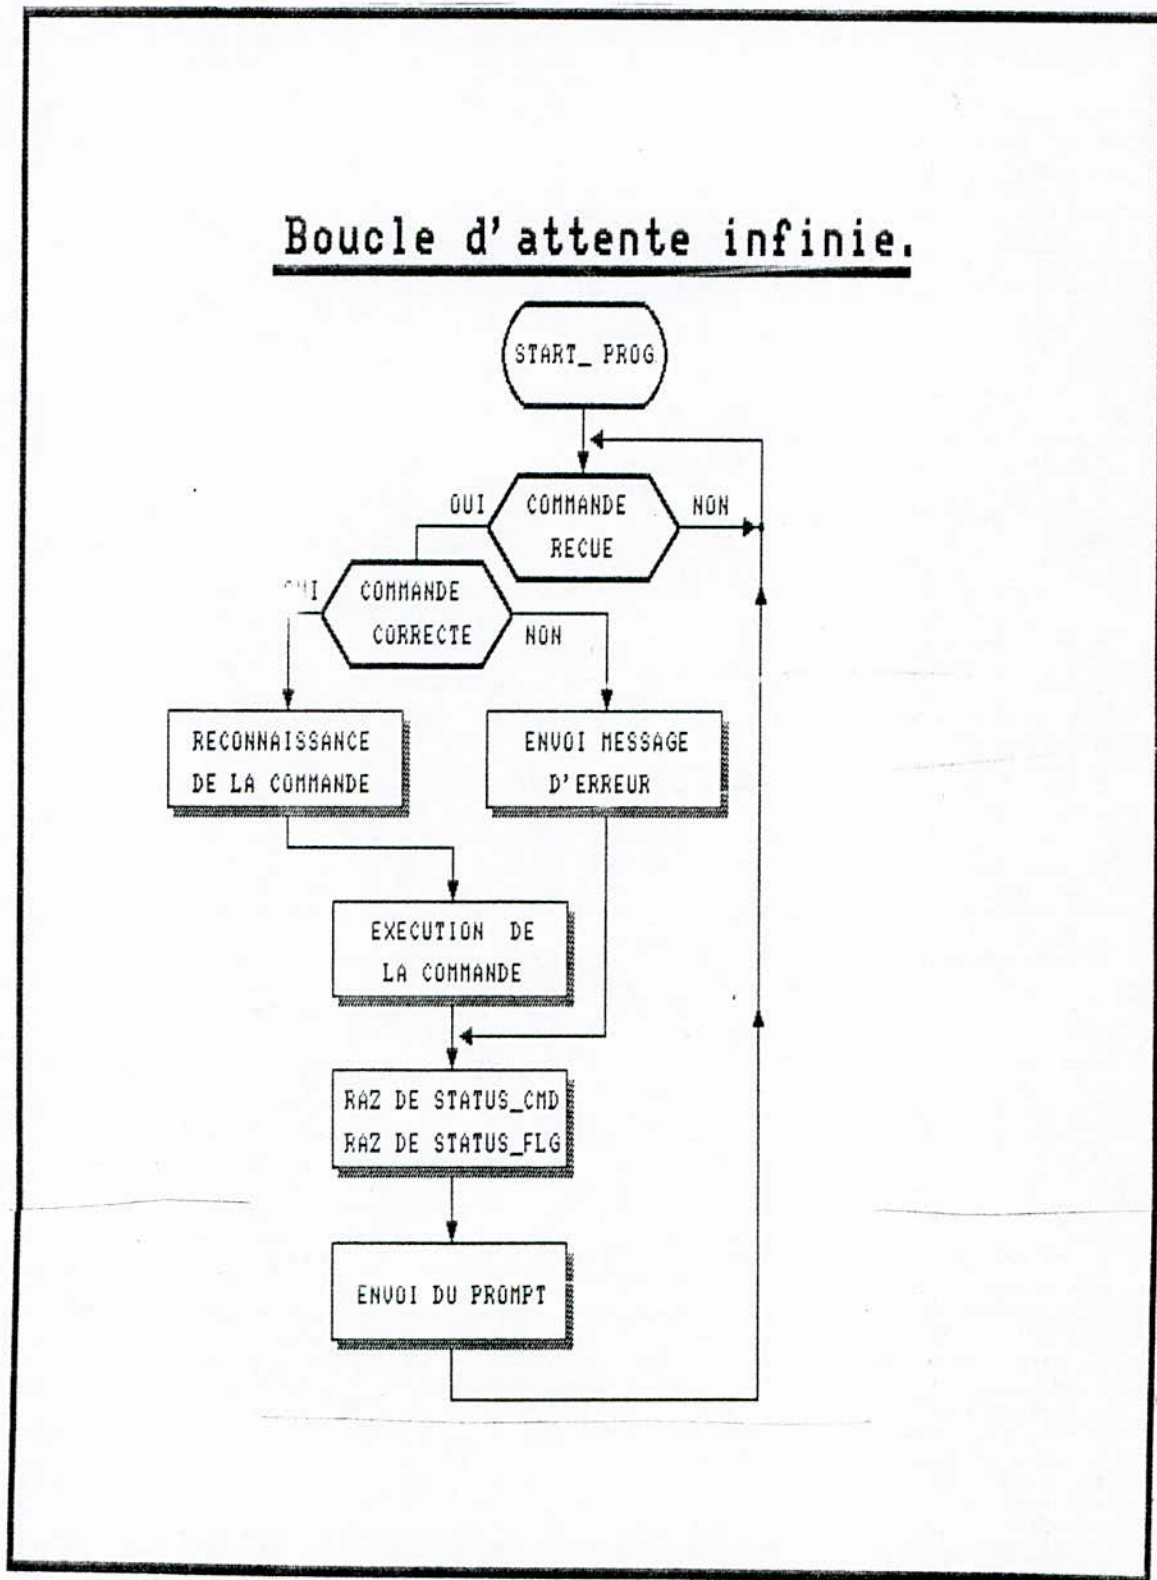 Boucle d'attente infinie.
START_ PROG
OUI
COMMANDE
RECUE
NON
COMMANDE
CORRECTE
NON
RECONNAISSANCE
DE LA COMMANDE
ENVOI MESSAGE
D'ERREUR
EXECUTION DE
LA COMMANDE
RAZ DE STATUS_CMD
RAZ DE STATUS_FLG
ENVOI DU PROMPT